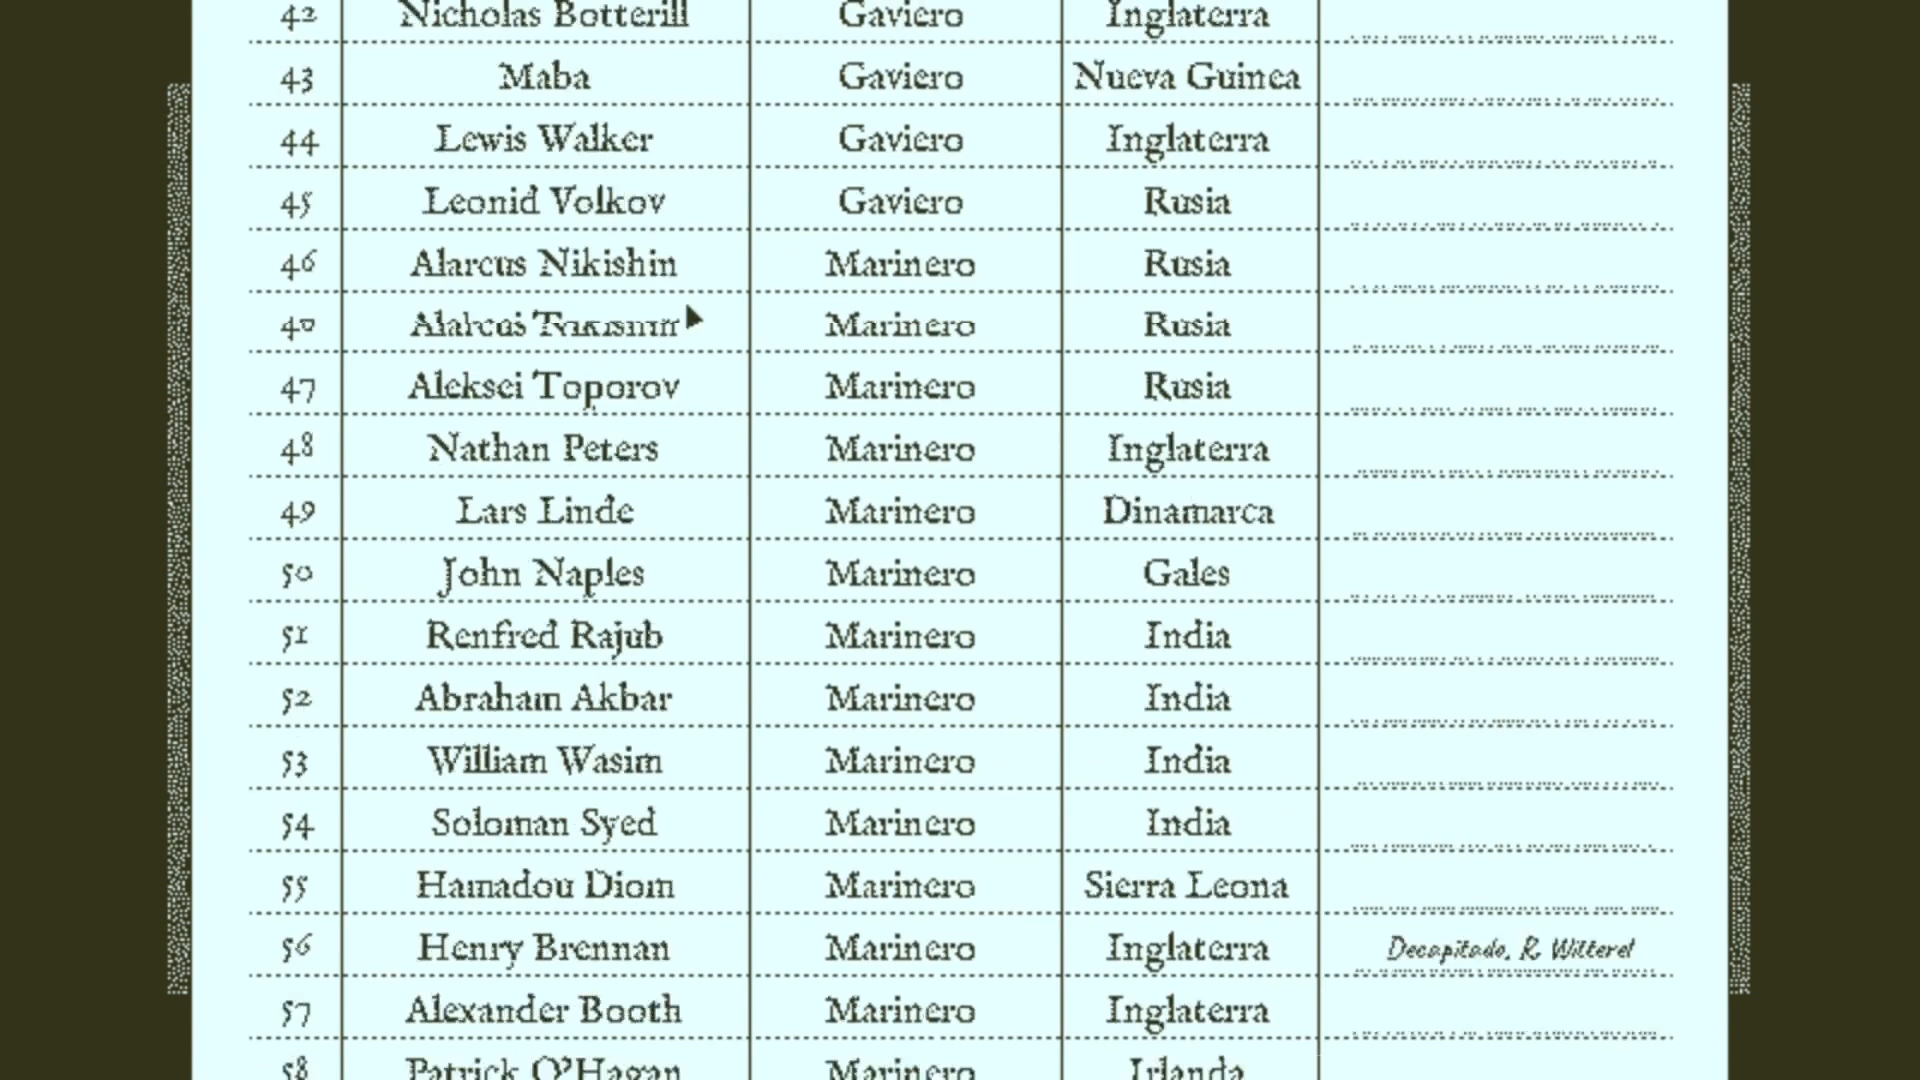 42 Nicholas Botterill Gaviero Inglaterra
43 Maba Gaviero Nueva Guinea
44 Lewis Walker Gaviero Inglaterra
45 Leonid Volkov Gaviero Rusia
46 Alarcus Nikishin Marinero Rusia
Marinero Rusia
47 Aleksei Toporov Marinero Rusia
48 Nathan Peters Marinero Inglaterra
49 Lars Linde Marinero Dinamarca
50 John Naples Marinero Gales
51 Renfred Rajub Marinero India
52 Abraham Akbar Marinero India
53 William Wasim Marinero India
54 Soloman Syed Marinero India
55 Hamadou Diom Marinero Sierra Leona
56 Henry Brennan Marinero Inglaterra Decapitado, R. Witterel
57 Alexander Booth Marinero Inglaterra
58 Patrick O'Hagan Marinero Irlanda